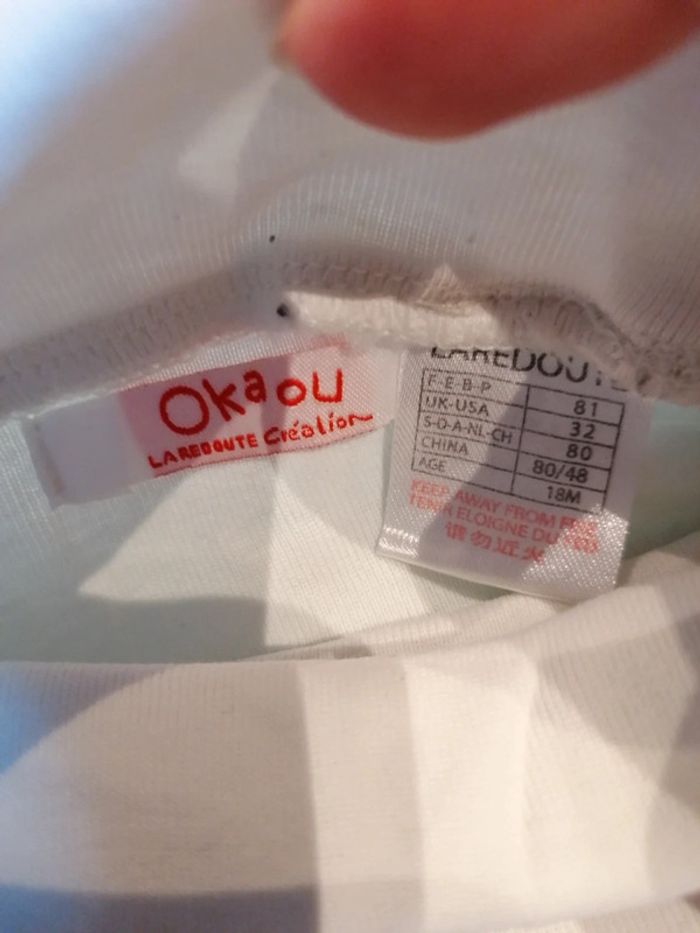 Okaou
LAREDOUTE Création
LAREDOUTE
F-E-B-P 81
UK-USA 32
S-D-A-NL-CH 80
CHINA 80/48
AGE 18M
KEEP AWAY FROM FIRE
TENIR ELOIGNE DU FEU
请勿近火